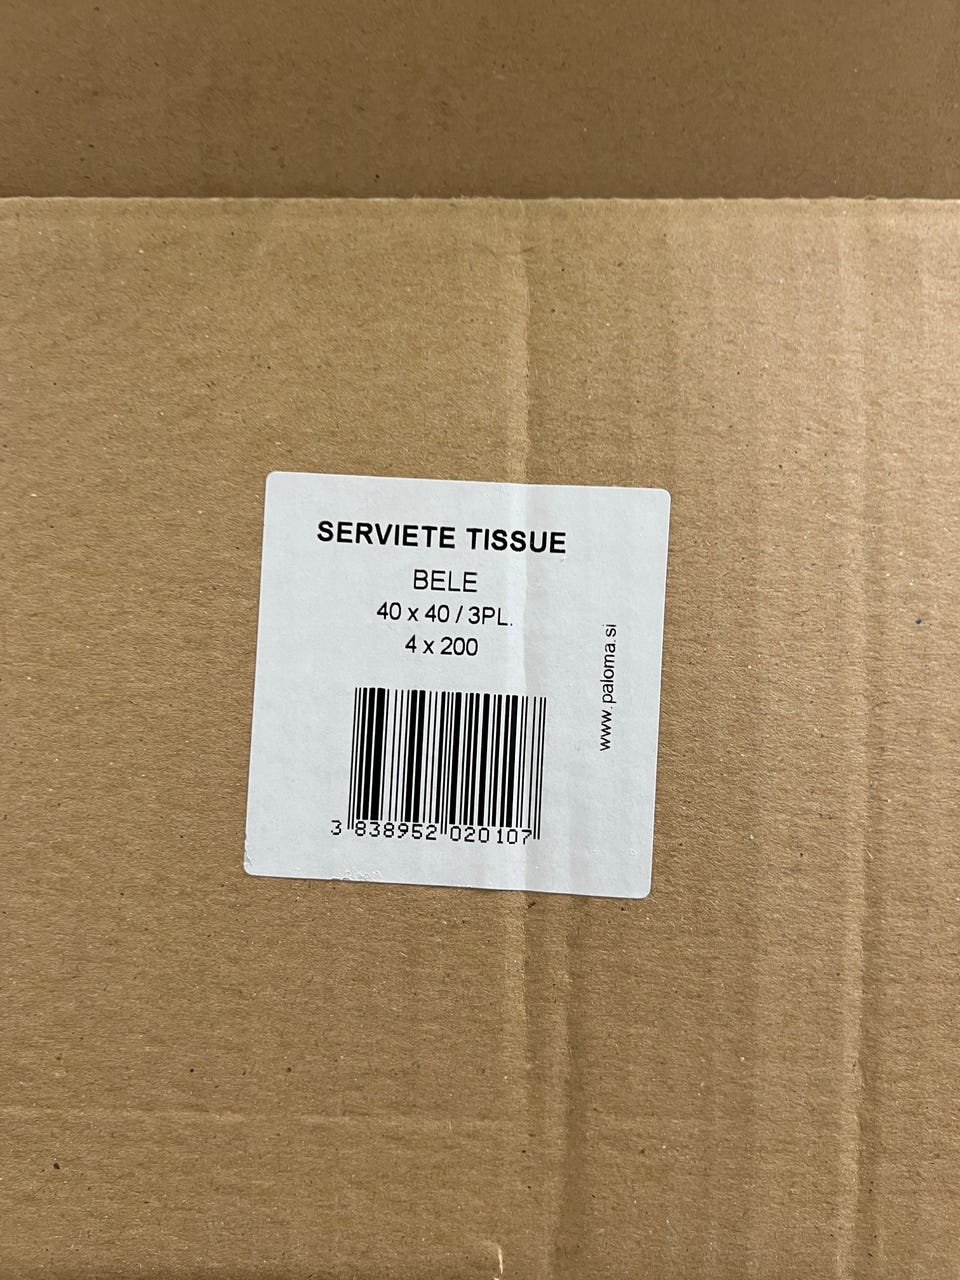 SERVIETE TISSUE
BELE
40 x 40 / 3PL.
4 x 200
www.paloma.si
3 838952 020107